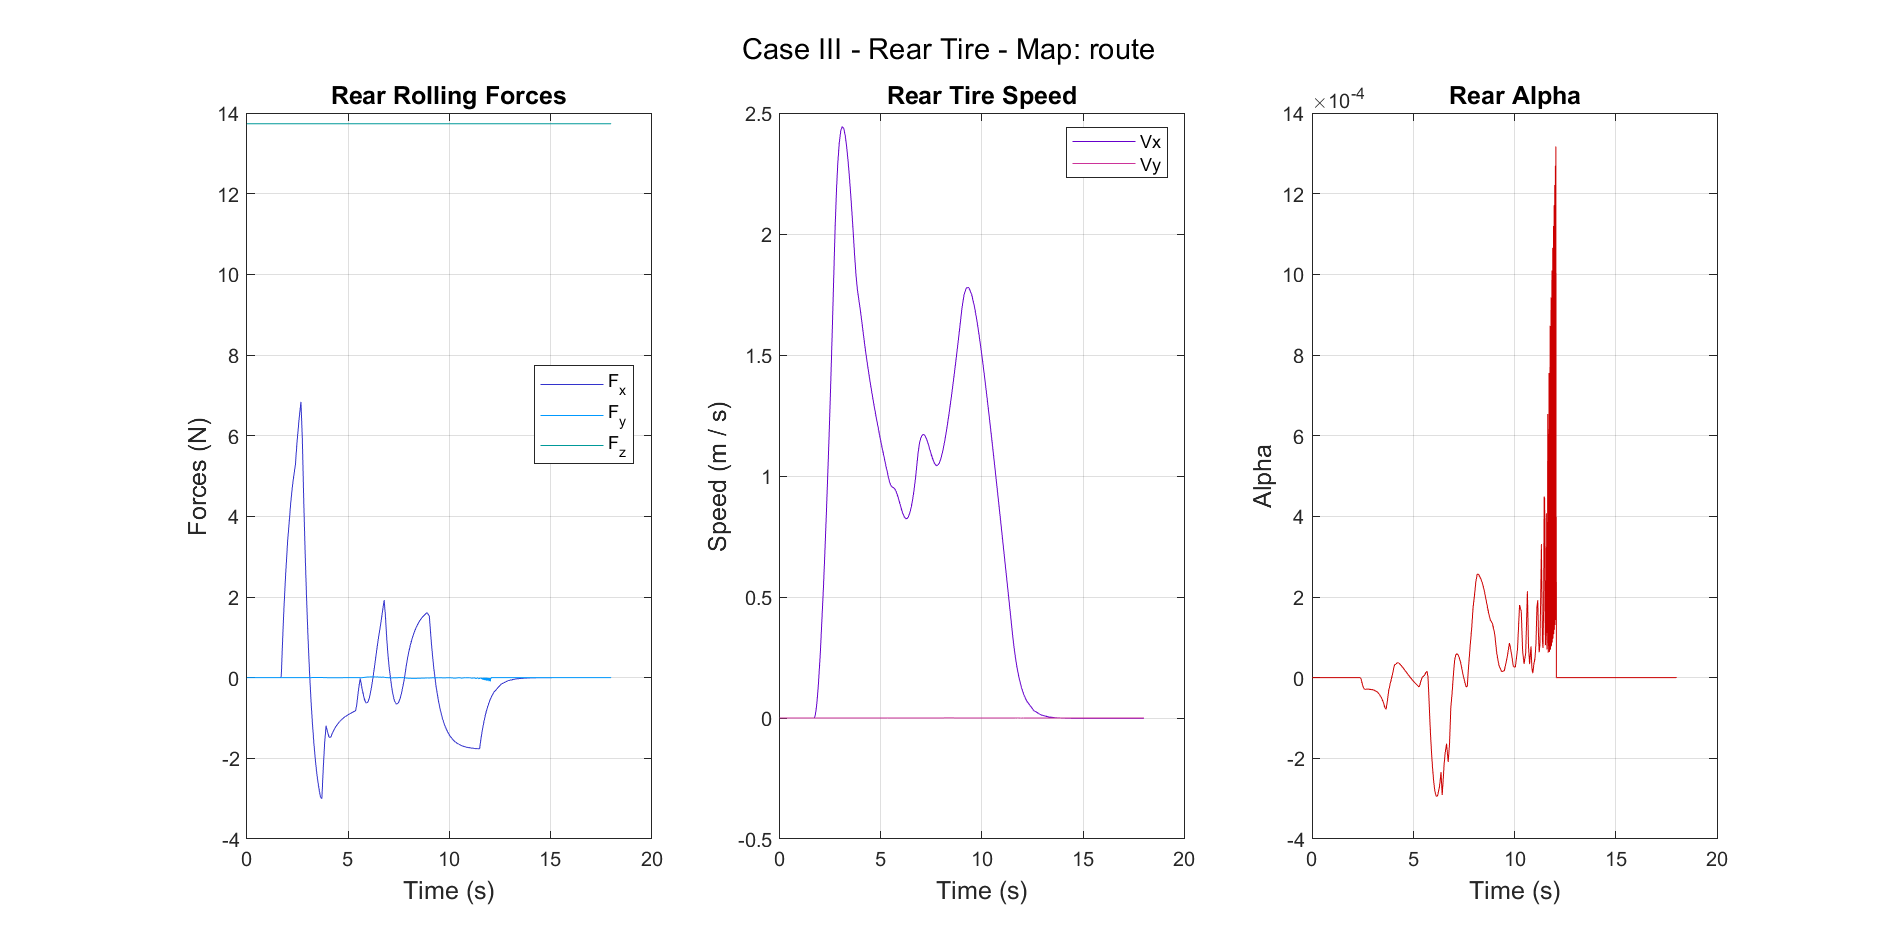 Case III - Rear Tire - Map: route
Rear Rolling Forces
14
12
10
8
6
4
2
0
-2
-4
0 5 10 15 20
Time (s)
Forces (N)
F_x
F_y
F_z
Rear Tire Speed
2.5
2
1.5
1
0.5
0
-0.5
0 5 10 15 20
Time (s)
Speed (m / s)
Vx
Vy
Rear Alpha
×10^-4
14
12
10
8
6
4
2
0
-2
-4
0 5 10 15 20
Time (s)
Alpha